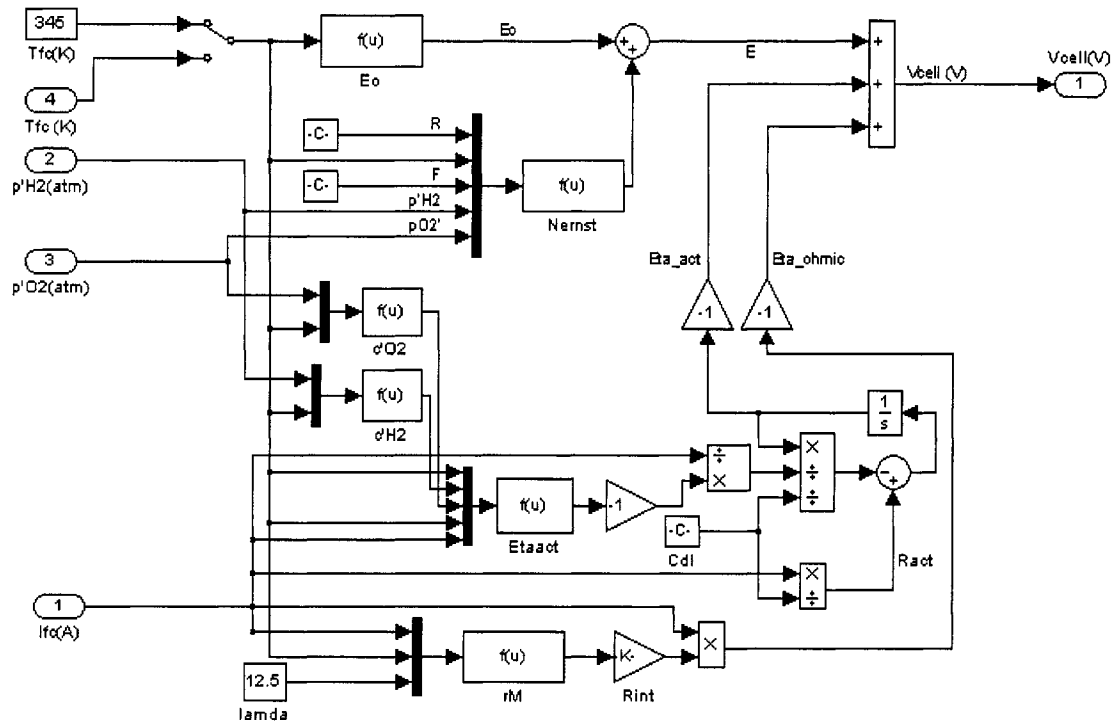 345
Tfc(K)
4
Tfc (K)
2
p'H2(atm)
3
p'O2(atm)
f(u)
Eo
Eo
+
+
E
+
+
+
Vcell (V)
Vcell(V)
1
-C-
R
-C-
F
p'H2
pO2'
f(u)
Nernst
Eta_act
Eta_ohmic
-1
-1
f(u)
c'O2
f(u)
c'H2
1
s
÷
×
×
÷
÷
-
+
f(u)
Etaact
-1
-C-
Cdl
Ract
×
÷
1
Ifc(A)
12.5
lamda
f(u)
rM
K-
Rint
×